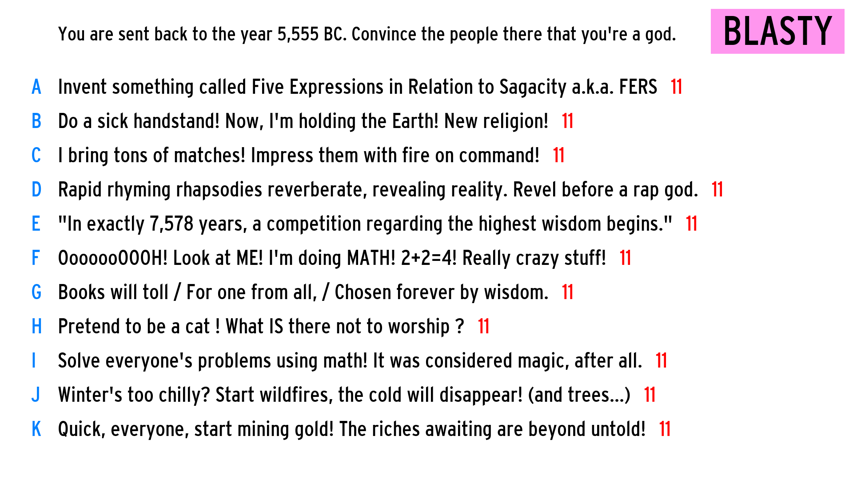 You are sent back to the year 5,555 BC. Convince the people there that you're a god.
BLASTY
A Invent something called Five Expressions in Relation to Sagacity a.k.a. FERS 11
B Do a sick handstand! Now, I'm holding the Earth! New religion! 11
C I bring tons of matches! Impress them with fire on command! 11
D Rapid rhyming rhapsodies reverberate, revealing reality. Revel before a rap god. 11
E "In exactly 7,578 years, a competition regarding the highest wisdom begins." 11
F OoooooOOOH! Look at ME! I'm doing MATH! 2+2=4! Really crazy stuff! 11
G Books will toll / For one from all, / Chosen forever by wisdom. 11
H Pretend to be a cat ! What IS there not to worship ? 11
I Solve everyone's problems using math! It was considered magic, after all. 11
J Winter's too chilly? Start wildfires, the cold will disappear! (and trees...) 11
K Quick, everyone, start mining gold! The riches awaiting are beyond untold! 11